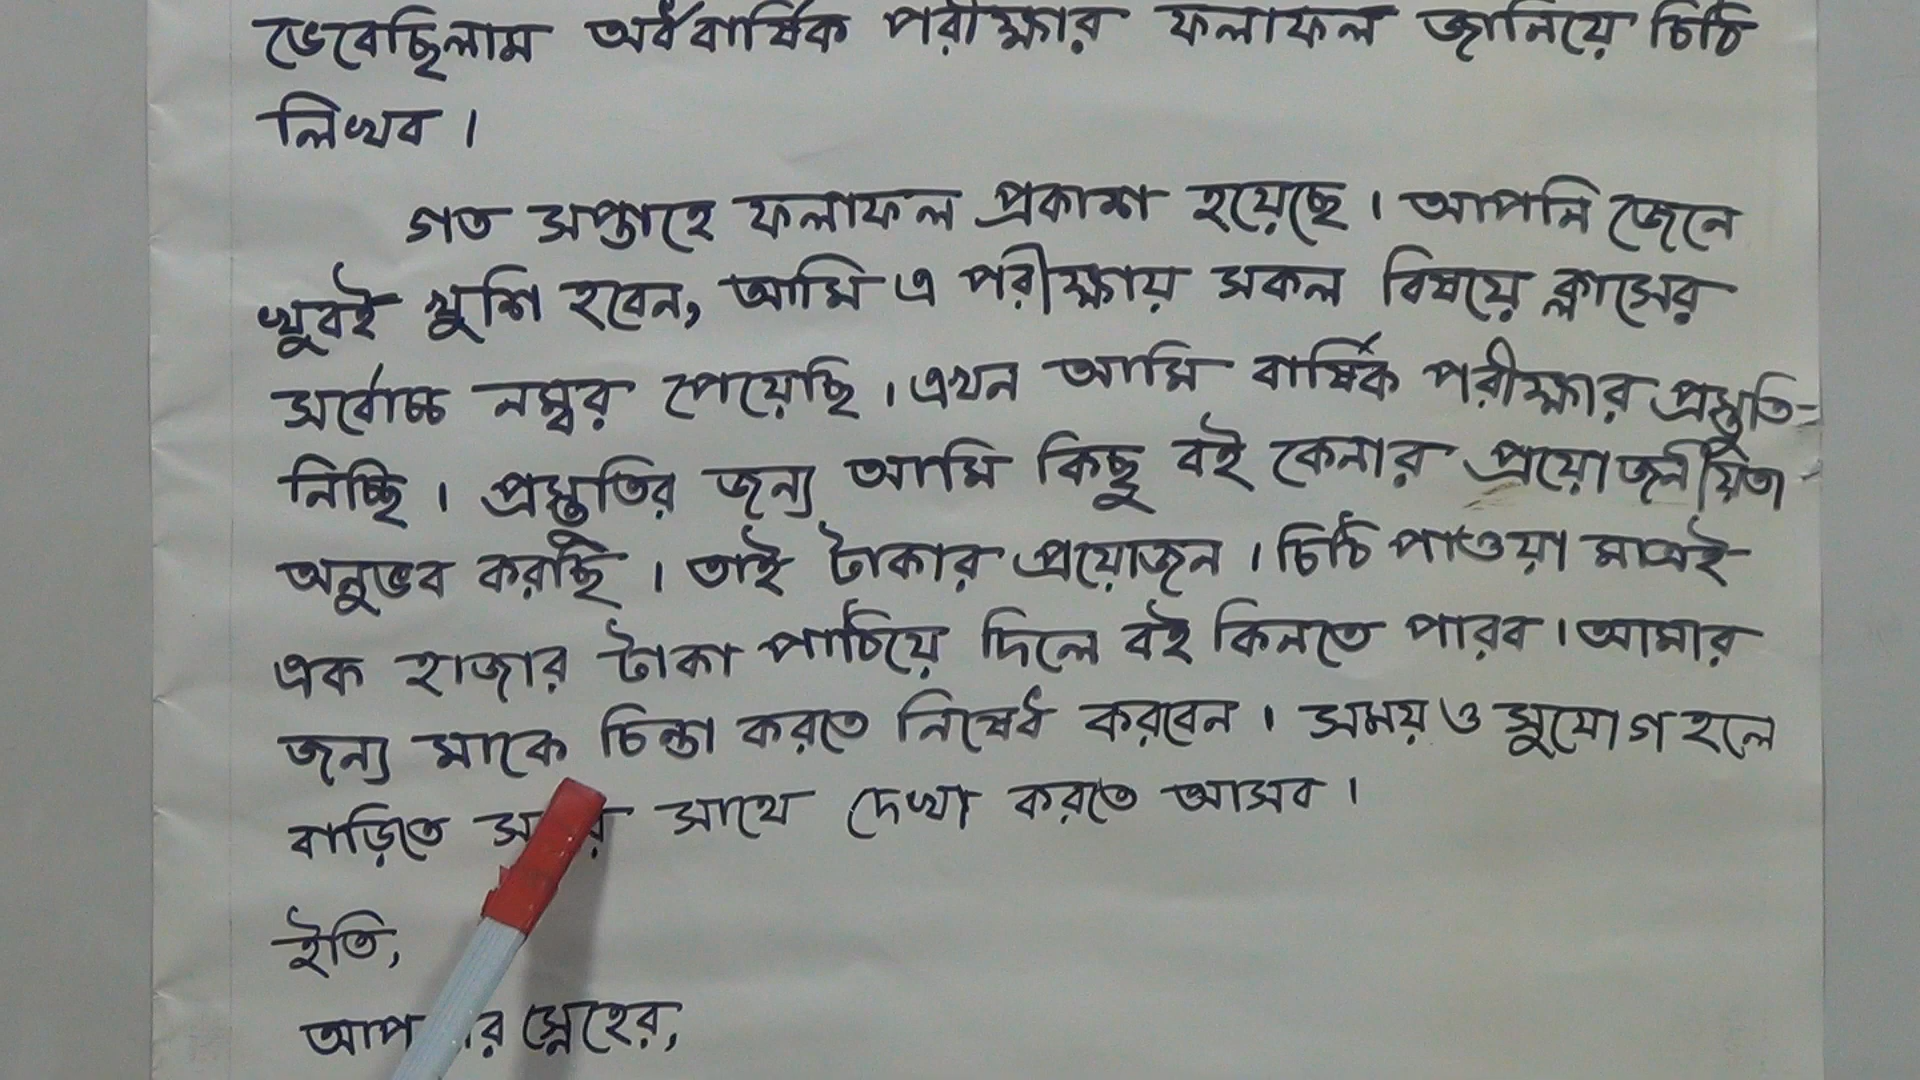 ভেবেছিলাম অর্ধবার্ষিক পরীক্ষার ফলাফল জানিয়ে চিঠি
লিখব ।
গত সপ্তাহে ফলাফল প্রকাশ হয়েছে । আপনি জেনে
খুবই খুশি হবেন, আমি এ পরীক্ষায় সকল বিষয়ে ক্লাসের
সর্বোচ্চ নম্বর পেয়েছি । এখন আমি বার্ষিক পরীক্ষার প্রস্তুতি-
নিচ্ছি । প্রস্তুতির জন্য আমি কিছু বই কেনার প্রয়োজনীয়তা
অনুভব করছি । তাই টাকার প্রয়োজন । চিঠি পাওয়া মাত্রই
এক হাজার টাকা পাঠিয়ে দিলে বই কিনতে পারব । আমার
জন্য মাকে চিন্তা করতে নিষেধ করবেন । সময় ও সুযোগ হলে
বাড়িতে সাথে দেখা করতে আসব ।
ইতি,
স্নেহের,